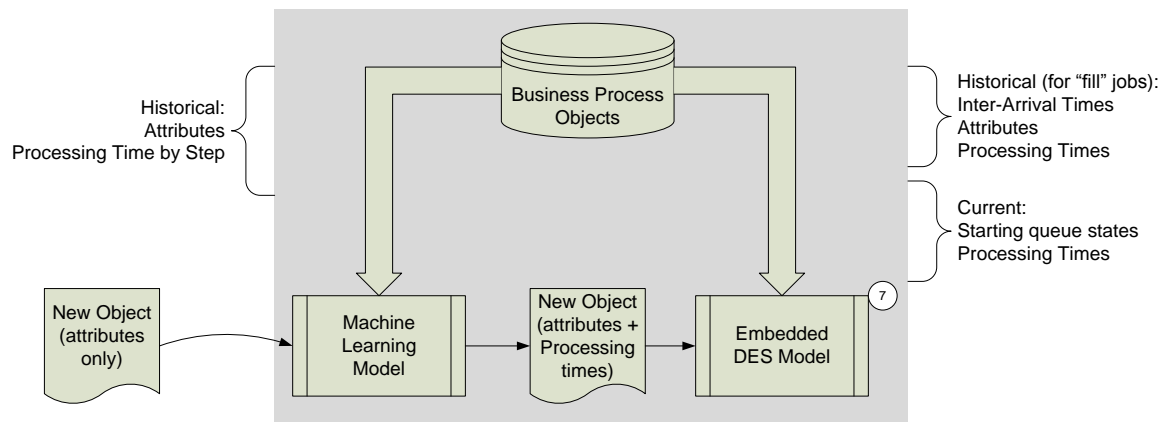 Business Process
Objects
Historical:
Attributes
Processing Time by Step
Historical (for “fill” jobs):
Inter-Arrival Times
Attributes
Processing Times
Current:
Starting queue states
Processing Times
New Object
(attributes
only)
Machine
Learning
Model
New Object
(attributes +
Processing
times)
Embedded
DES Model
7